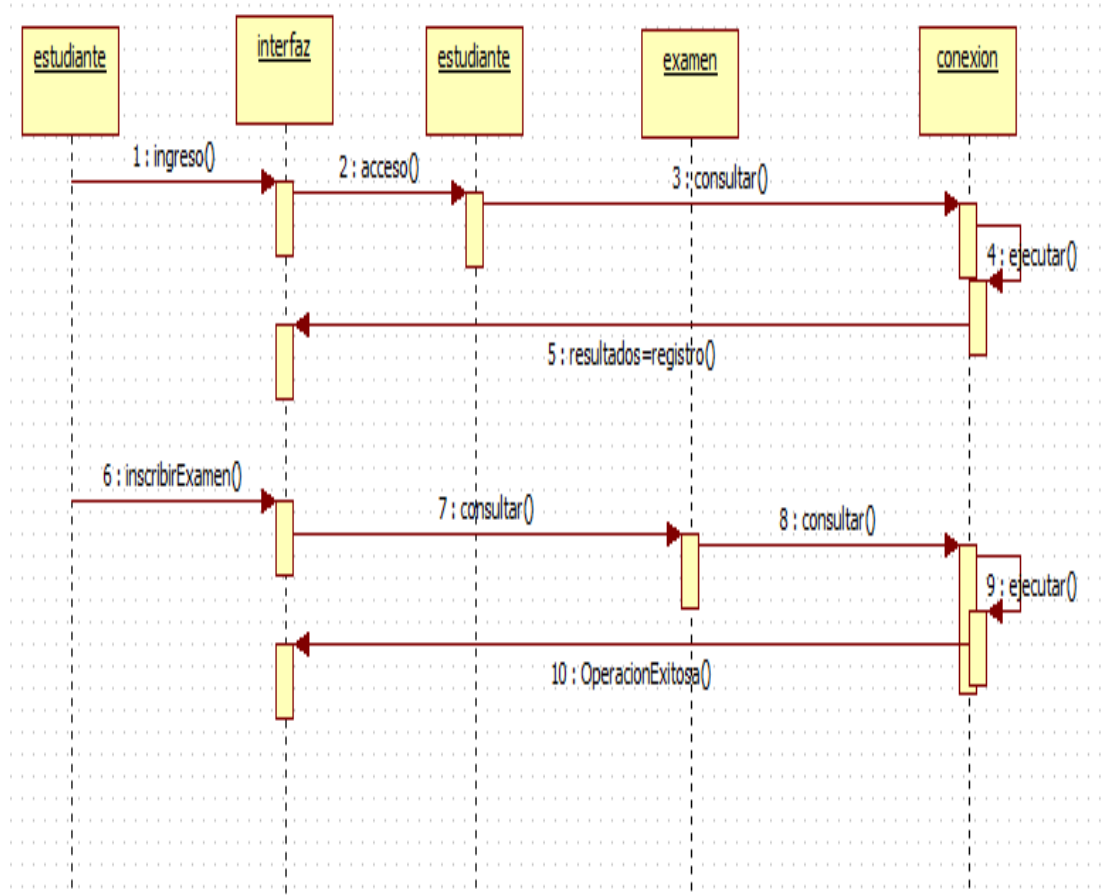 estudiante
interfaz
estudiante
examen
conexion
1 : ingreso()
2 : acceso()
3 : consultar()
4 : ejecutar()
5 : resultados=registro()
6 : inscribirExamen()
7 : consultar()
8 : consultar()
9 : ejecutar()
10 : OperacionExitosa()